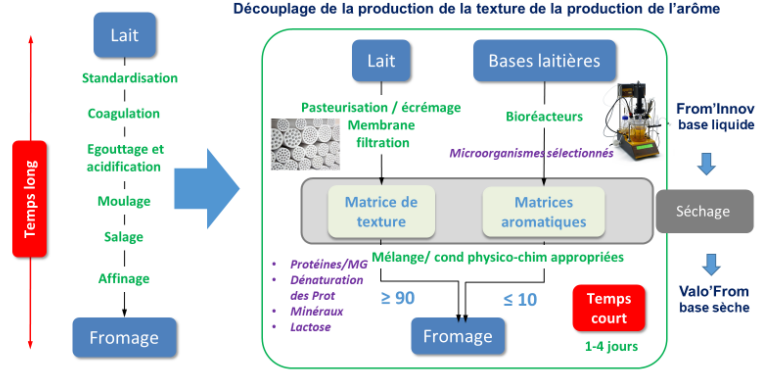 Découplage de la production de la texture de la production de l'arôme
Temps long
Lait
Standardisation
Coagulation
Egouttage et
acidification
Moulage
Salage
Affinage
Fromage
Lait
Bases laitières
Pasteurisation / écrémage
Membrane
filtration
Bioréacteurs
Microorganismes sélectionnés
Matrice de
texture
Matrices
aromatiques
Mélange/ cond physico-chim appropriées
• Protéines/MG
• Dénaturation
des Prot
• Minéraux
• Lactose
≥ 90
≤ 10
Fromage
Temps
court
1-4 jours
From'Innov
base liquide
Séchage
Valo'From
base sèche